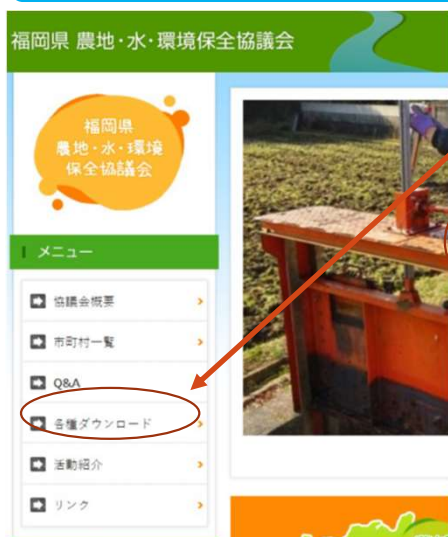 福岡県 農地・水・環境保全協議会
福岡県
農地・水・環境
保全協議会
メニュー
協議会概要
市町村一覧
Q&A
各種ダウンロード
活動紹介
リンク